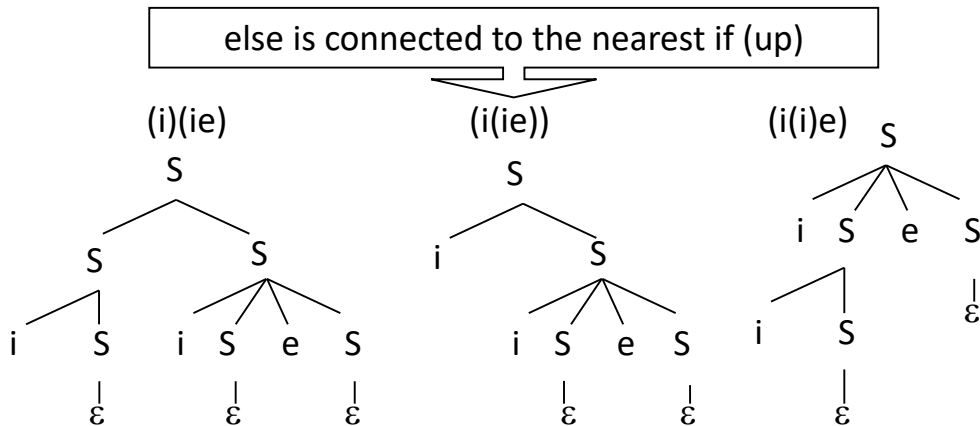 else is connected to the nearest if (up)
(i)(ie) (i(ie)) (i(i)e)
S S S
S S i S i S e S
i S i S e S i S e S i S ε
ε ε ε ε ε ε